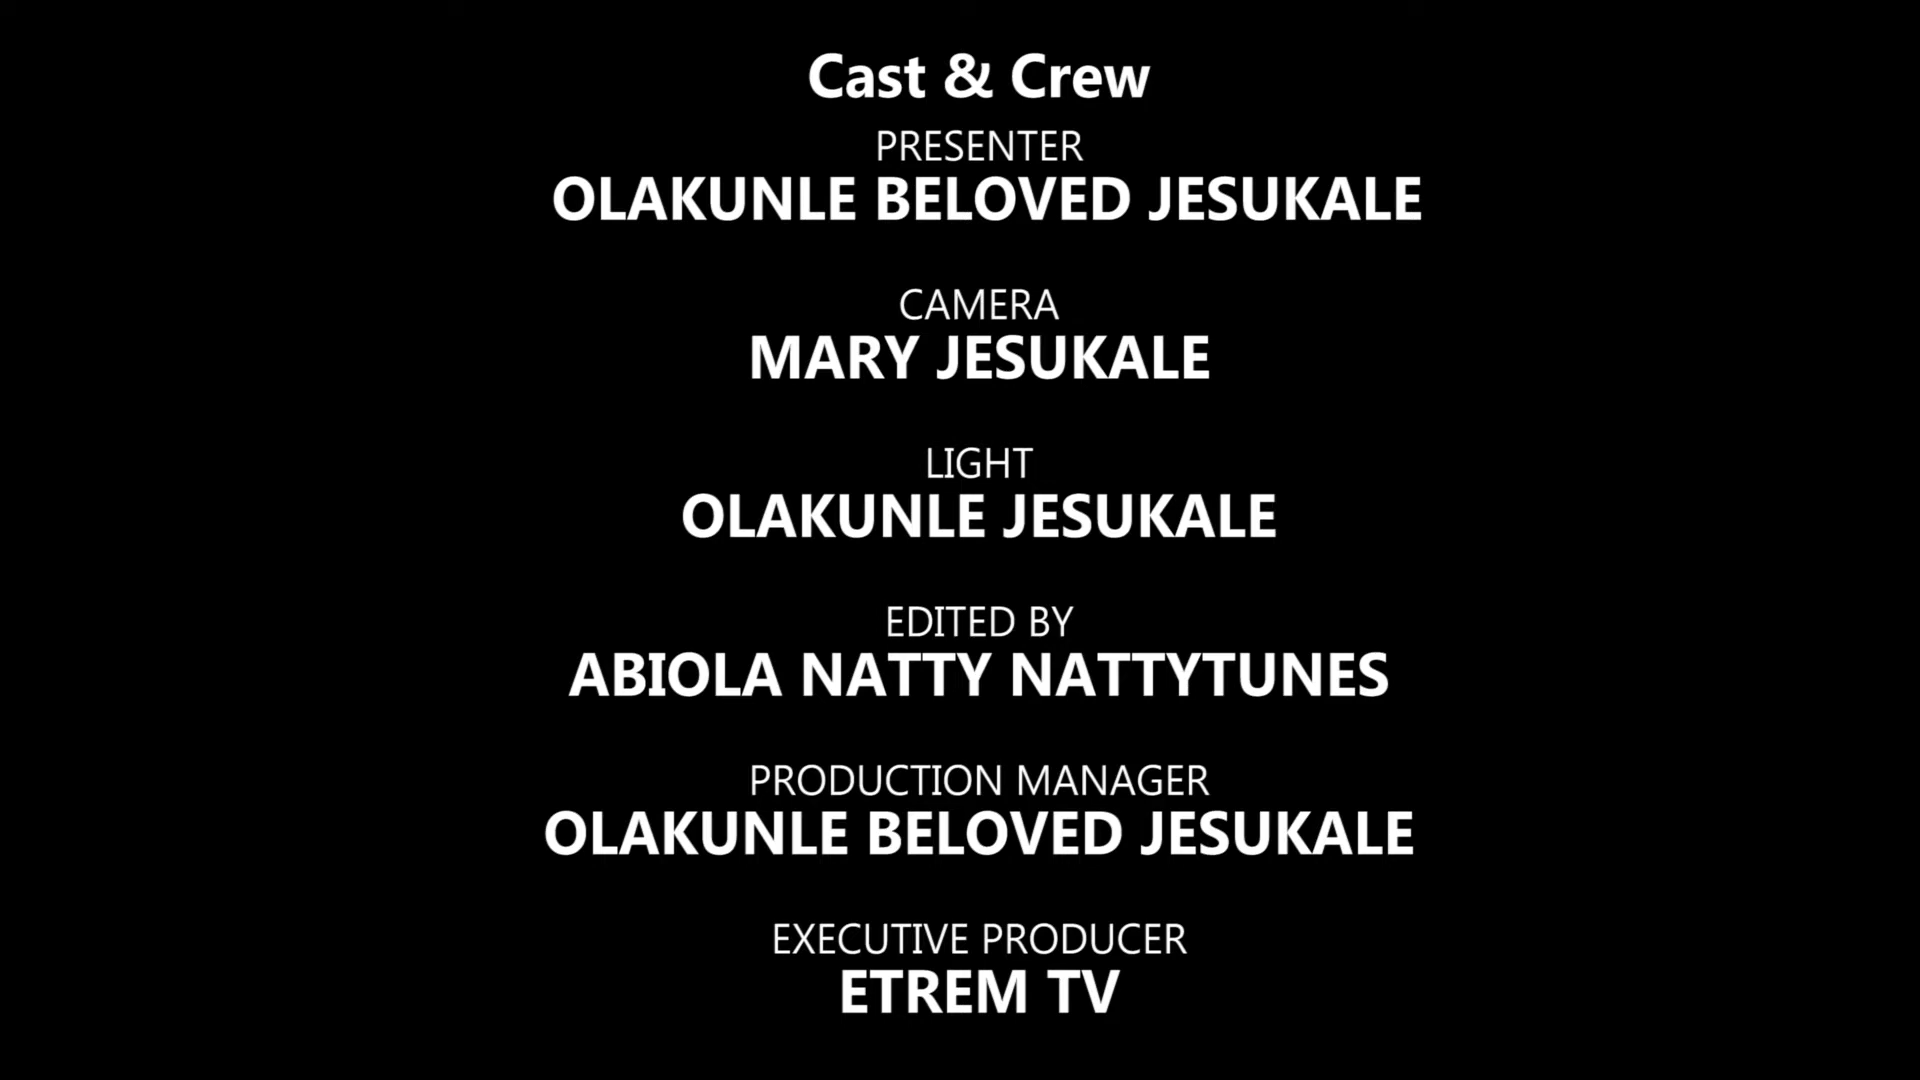 Cast & Crew
PRESENTER
OLAKUNLE BELOVED JESUKALE
CAMERA
MARY JESUKALE
LIGHT
OLAKUNLE JESUKALE
EDITED BY
ABIOLA NATTY NATTYTUNES
PRODUCTION MANAGER
OLAKUNLE BELOVED JESUKALE
EXECUTIVE PRODUCER
ETREM TV